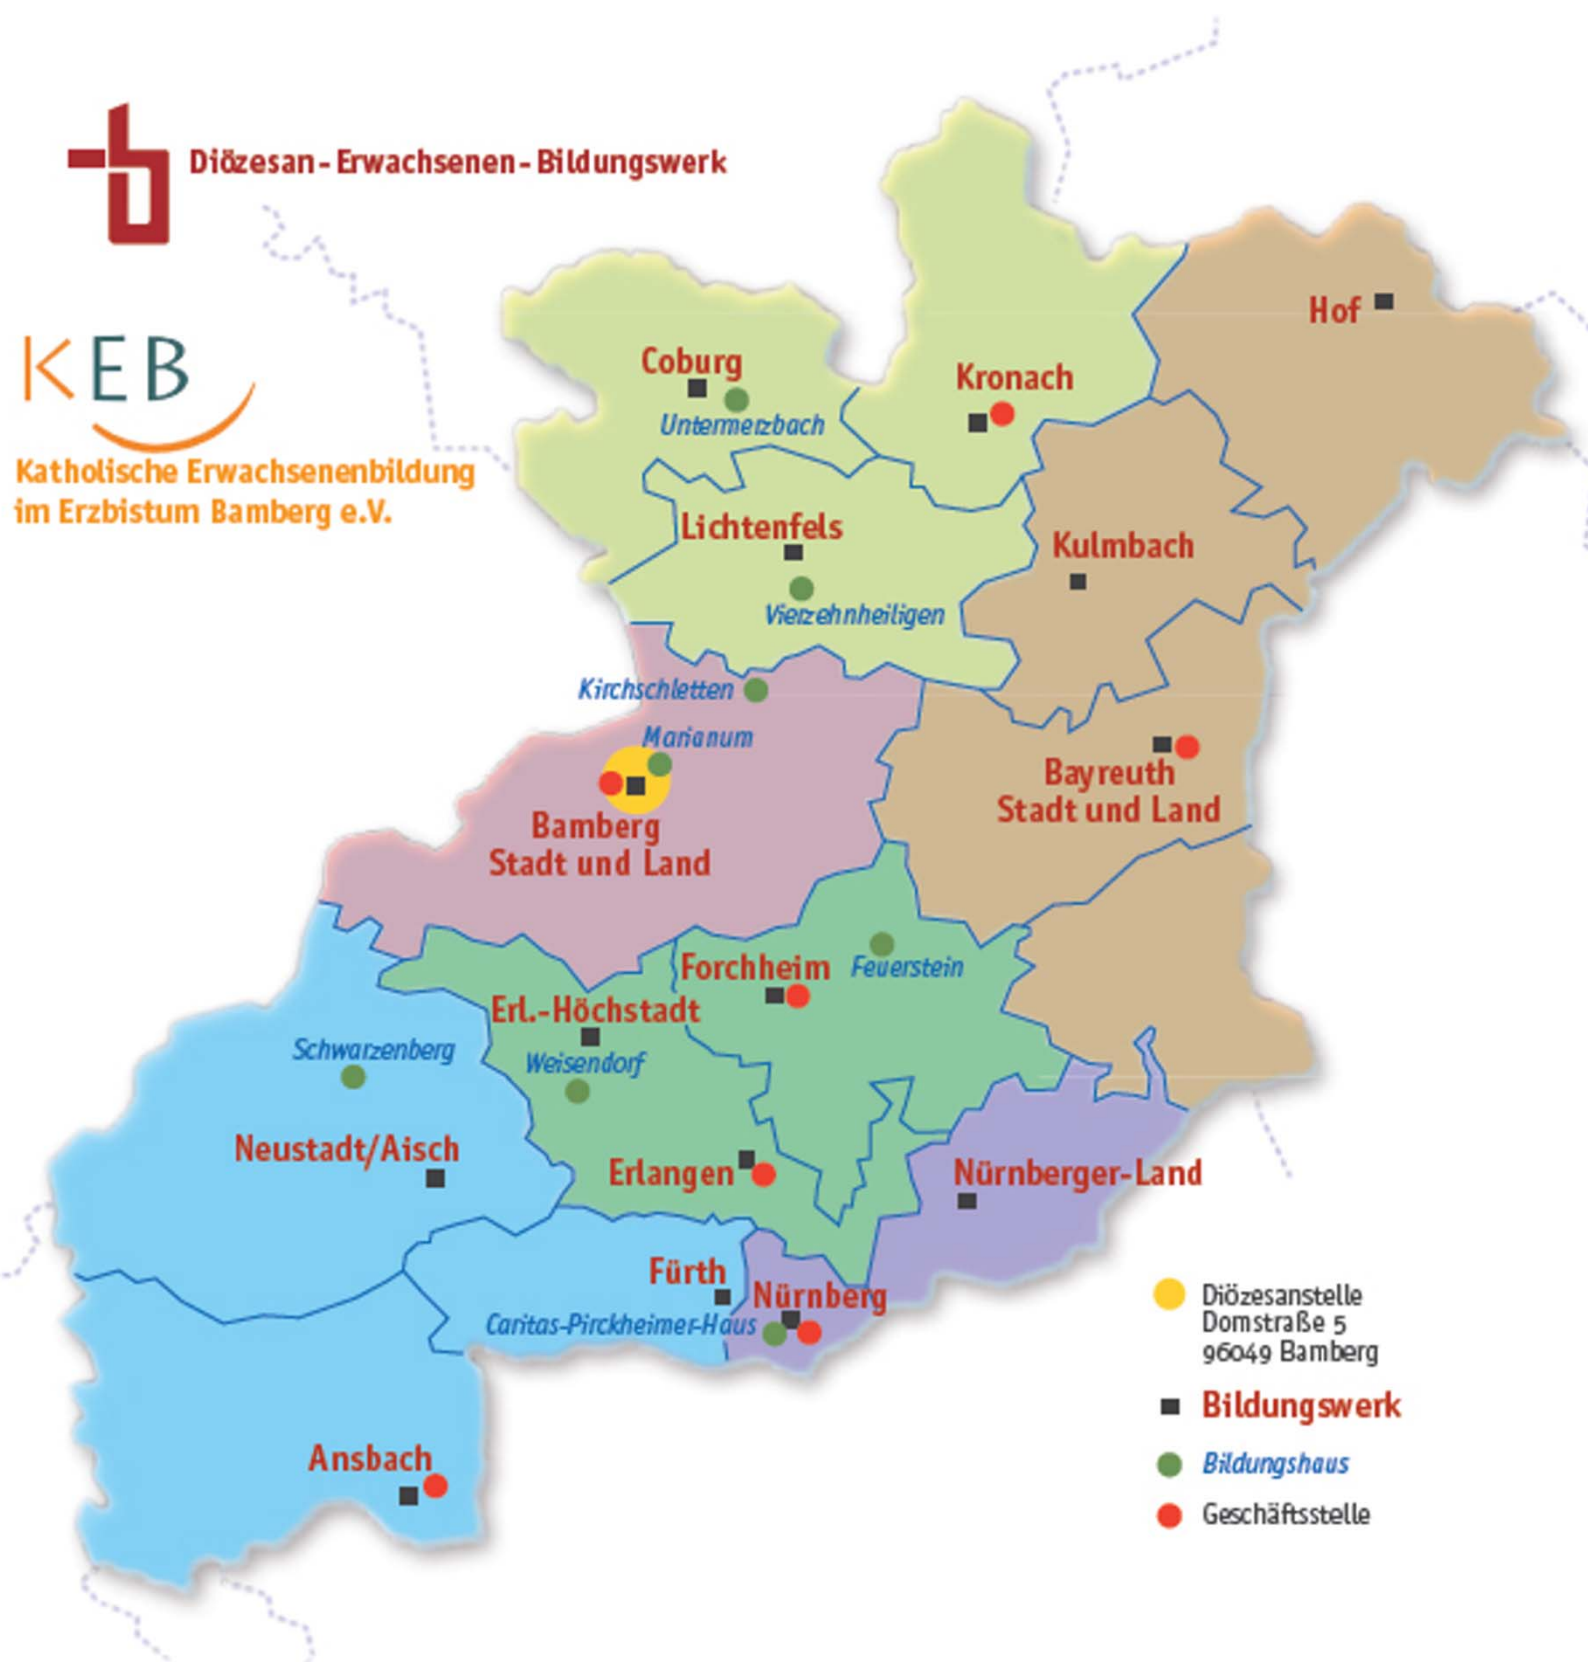 Diözesan-Erwachsenen-Bildungswerk
KEB
Katholische Erwachsenenbildung
im Erzbistum Bamberg e.V.
Hof
Coburg
Untermerzbach
Kronach
Lichtenfels
Vierzehnheiligen
Kulmbach
Kirchschletten
Marianum
Bamberg
Stadt und Land
Bayreuth
Stadt und Land
Forchheim
Feuerstein
Erl.-Höchstadt
Weisendorf
Schwarzenberg
Neustadt/Aisch
Erlangen
Nürnberger-Land
Fürth
Nürnberg
Caritas-Pirckheimer-Haus
Ansbach
Diözesanstelle
Domstraße 5
96049 Bamberg
Bildungswerk
Bildungshaus
Geschäftsstelle